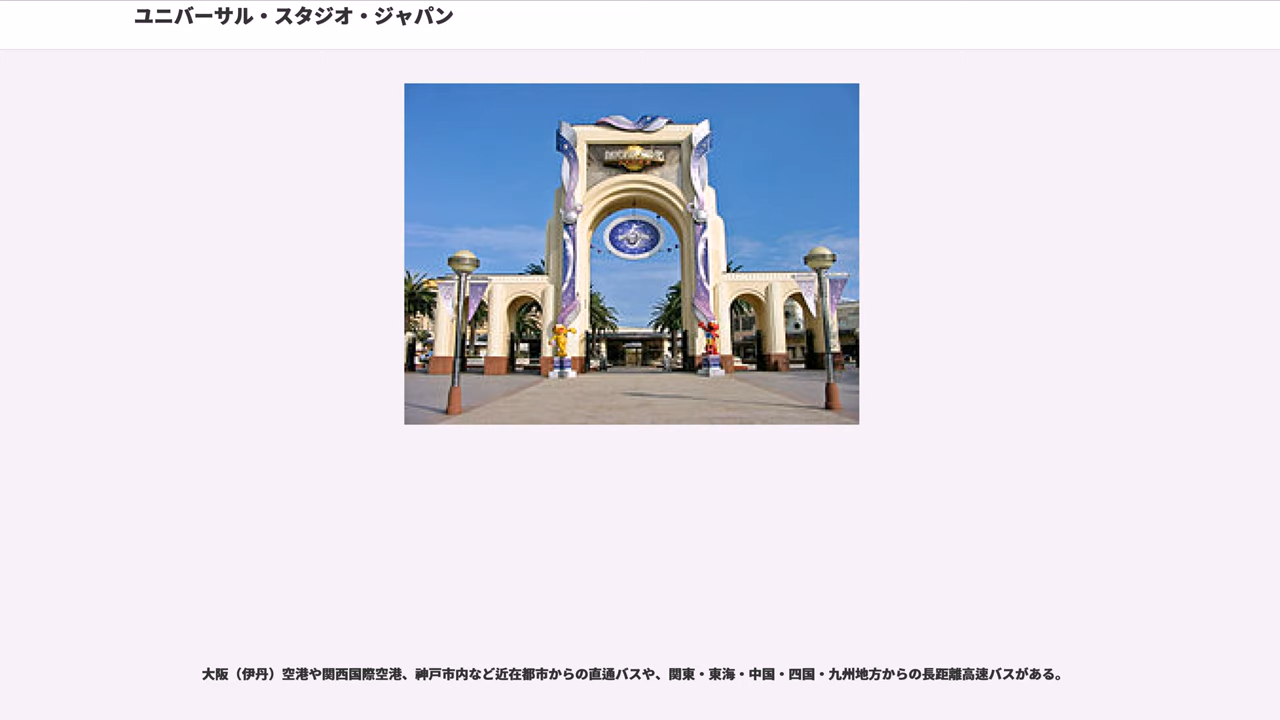 ユニバーサル・スタジオ・ジャパン
大阪（伊丹）空港や関西国際空港、神戸市内など近在都市からの直通バスや、関東・東海・中国・四国・九州地方からの長距離高速バスがある。